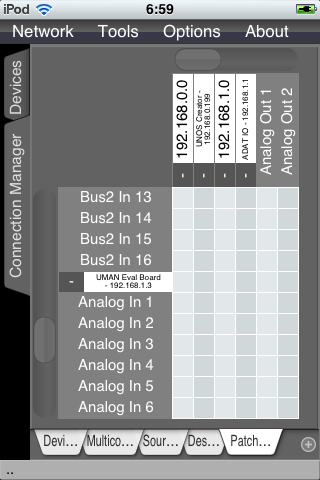 iPod 6:59
Network Tools Options About
Devices
Connection Manager
192.168.0.0
-
UNOS Creator -
192.168.0.199
-
192.168.1.0
-
ADAT IO - 192.168.1.1
-
Analog Out 1
Analog Out 2
Bus2 In 13
Bus2 In 14
Bus2 In 15
Bus2 In 16
-
UMAN Eval Board
- 192.168.1.3
Analog In 1
Analog In 2
Analog In 3
Analog In 4
Analog In 5
Analog In 6
Devi... Multico... Sour... Des... Patch...
..